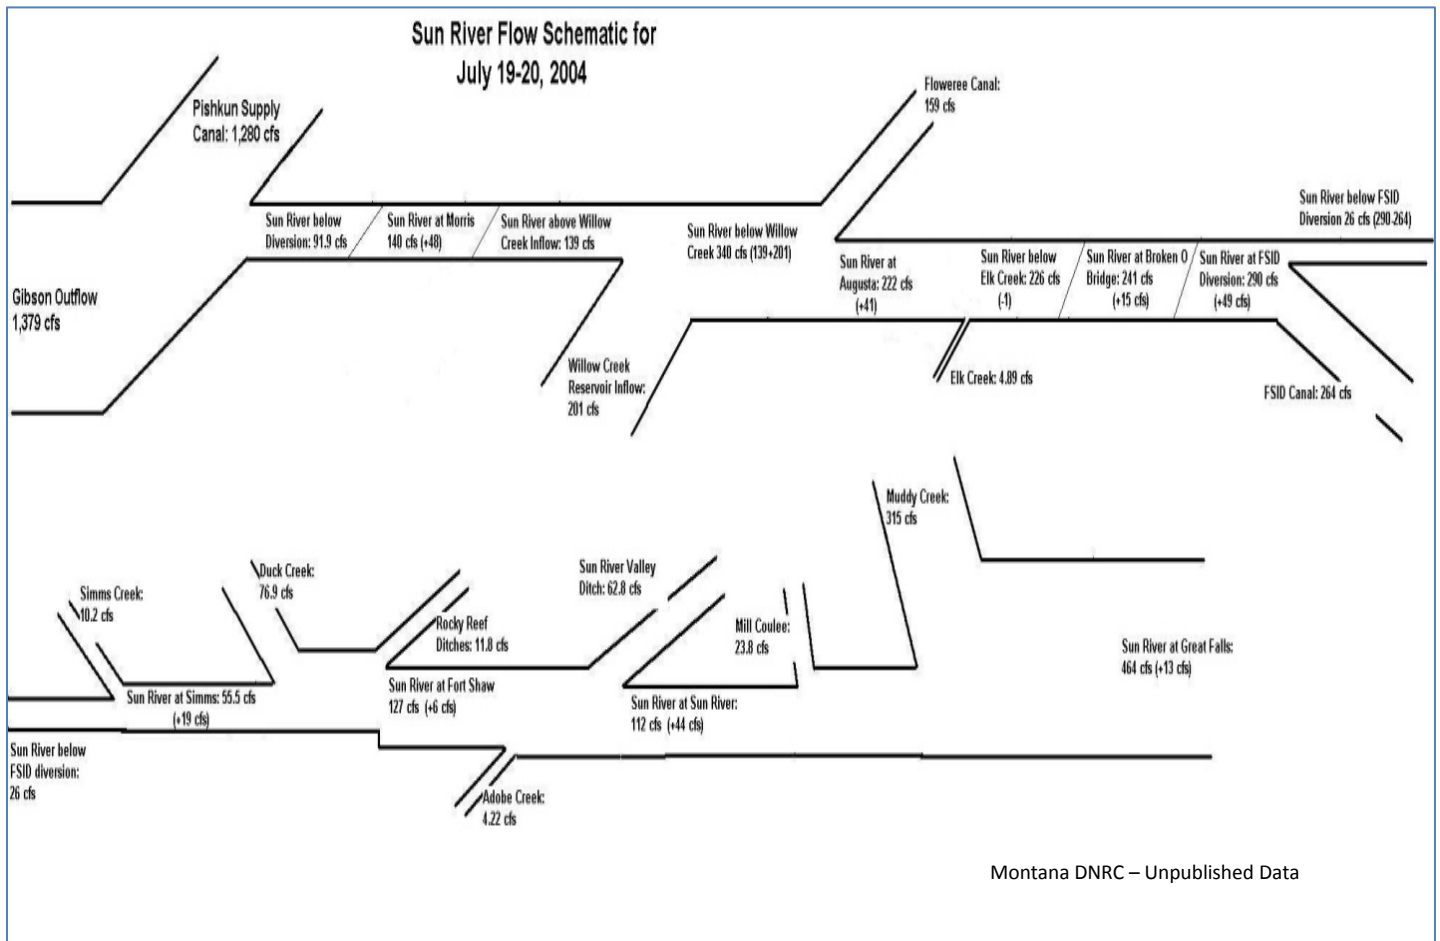 Sun River Flow Schematic for
July 19-20, 2004
Pishkun Supply
Canal: 1,280 cfs
Floweree Canal:
159 cfs
Gibson Outflow
1,379 cfs
Sun River below
Diversion: 91.9 cfs
Sun River at Morris
140 cfs (+48)
Sun River above Willow
Creek Inflow: 139 cfs
Willow Creek
Reservoir Inflow:
201 cfs
Sun River below Willow
Creek 340 cfs (139+201)
Sun River at
Augusta: 222 cfs
(+41)
Elk Creek: 4.89 cfs
Sun River below
Elk Creek: 226 cfs
(-1)
Sun River at Broken O
Bridge: 241 cfs
(+15 cfs)
Sun River at FSID
Diversion: 290 cfs
(+49 cfs)
Sun River below FSID
Diversion 26 cfs (290-264)
FSID Canal: 264 cfs
Sun River below
FSID diversion:
26 cfs
Simms Creek:
10.2 cfs
Sun River at Simms: 55.5 cfs
(+19 cfs)
Duck Creek:
76.9 cfs
Rocky Reef
Ditches: 11.8 cfs
Sun River at Fort Shaw
127 cfs (+6 cfs)
Adobe Creek:
4.22 cfs
Sun River Valley
Ditch: 62.8 cfs
Sun River at Sun River:
112 cfs (+44 cfs)
Mill Coulee:
23.8 cfs
Muddy Creek:
315 cfs
Sun River at Great Falls:
464 cfs (+13 cfs)
Montana DNRC – Unpublished Data